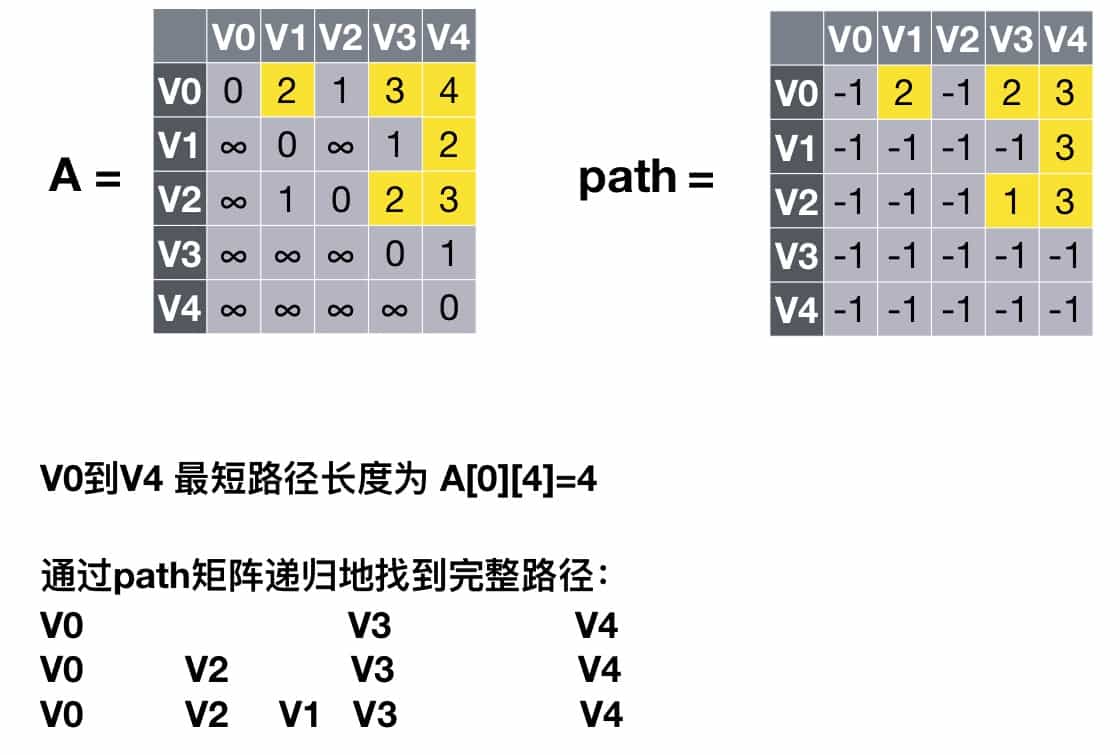 V0 V1 V2 V3 V4
V0 0 2 1 3 4
V1 ∞ 0 ∞ 1 2
A =
V2 ∞ 1 0 2 3
V3 ∞ ∞ ∞ 0 1
V4 ∞ ∞ ∞ ∞ 0
V0 V1 V2 V3 V4
V0 -1 2 -1 2 3
V1 -1 -1 -1 -1 3
path =
V2 -1 -1 -1 1 3
V3 -1 -1 -1 -1 -1
V4 -1 -1 -1 -1 -1
V0到V4 最短路径长度为 A[0][4]=4
通过path矩阵递归地找到完整路径：
V0 V3 V4
V0 V2 V3 V4
V0 V2 V1 V3 V4